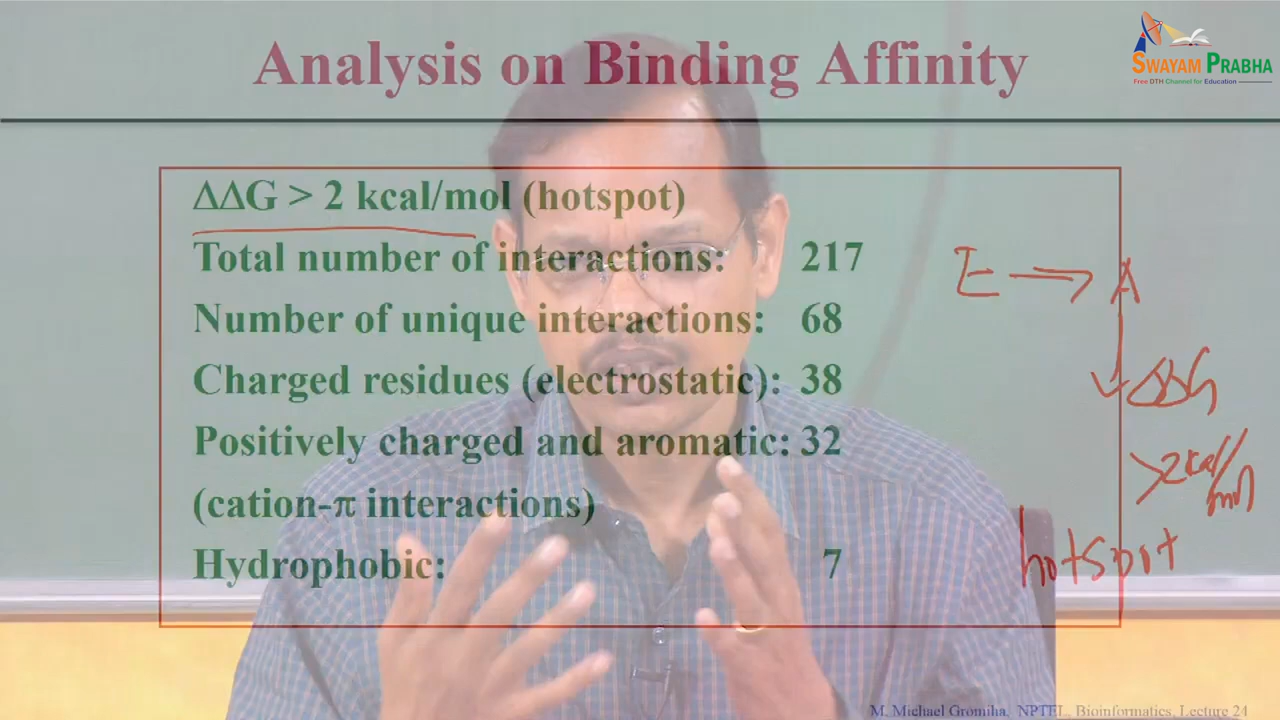 Analysis on Binding Affinity
SWAYAM PRABHA
Free DTH Channel for Education
ΔΔG > 2 kcal/mol (hotspot)
Total number of interactions: 217
Number of unique interactions: 68
Charged residues (electrostatic): 38
Positively charged and aromatic: 32
(cation-π interactions)
Hydrophobic: 7
E → A
ΔΔG
>2 kcal/
mol
hotspot
M. Michael Gromiha, NPTEL, Bioinformatics, Lecture 24